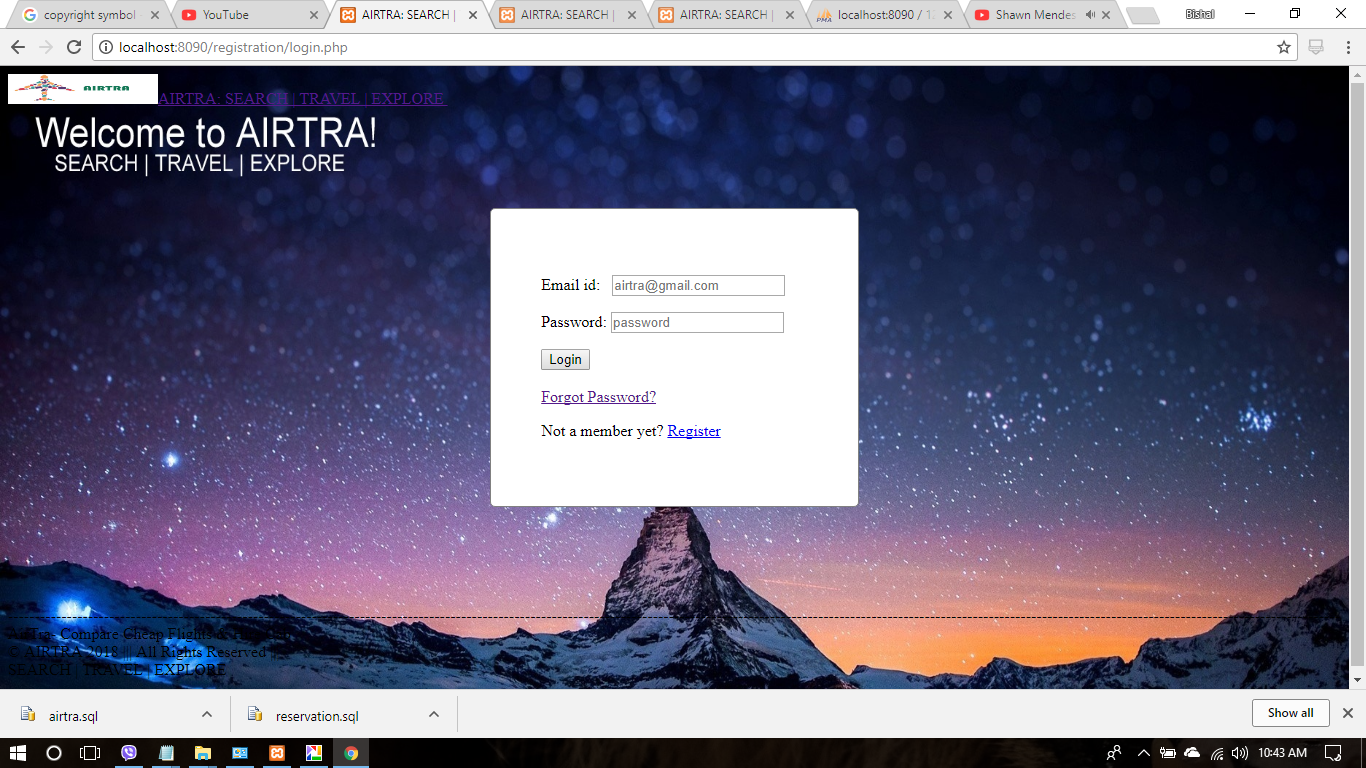 copyright symbol
YouTube
AIRTRA: SEARCH |
AIRTRA: SEARCH |
AIRTRA: SEARCH |
localhost:8090 / 12
Shawn Mendes
Bishal
localhost:8090/registration/login.php
AIRTRA
AIRTRA: SEARCH | TRAVEL | EXPLORE
Welcome to AIRTRA!
SEARCH | TRAVEL | EXPLORE
Email id: airtra@gmail.com
Password: password
Login
Forgot Password?
Not a member yet? Register
Compare Cheap Flights
© AIRTRA 2018 ||| All Rights Reserved
SEARCH | TRAVEL | EXPLORE
airtra.sql
reservation.sql
Show all
10:43 AM